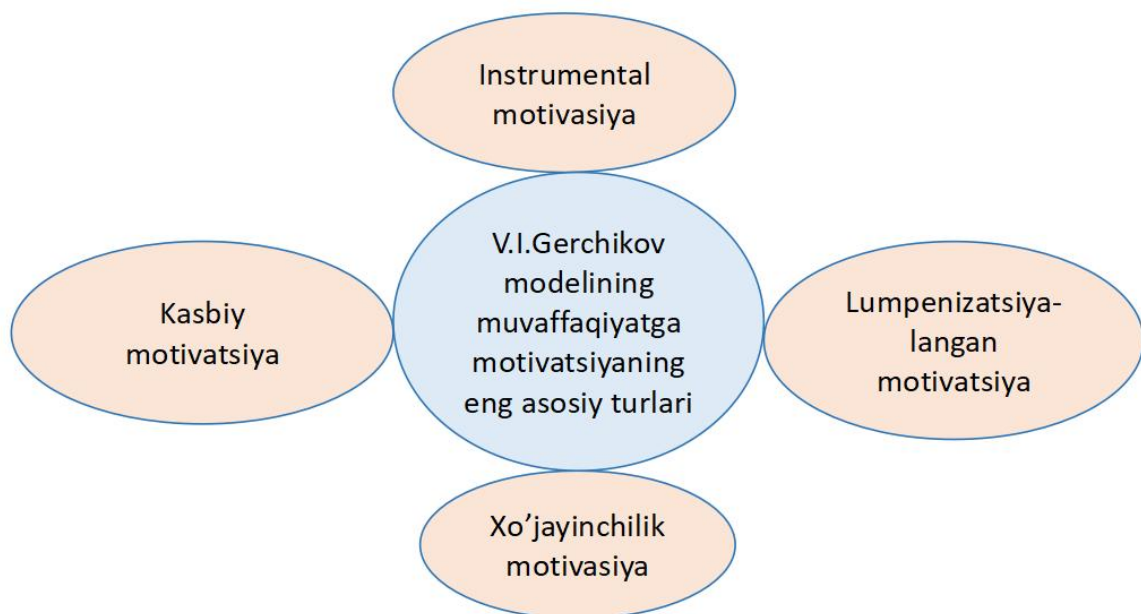 Instrumental
motivasiya
V.I.Gerchikov
modelining
muvaffaqiyatga
motivatsiyaning
eng asosiy turlari
Kasbiy
motivatsiya
Lumpenizatsiya-
langan
motivatsiya
Xo’jayinchilik
motivasiya